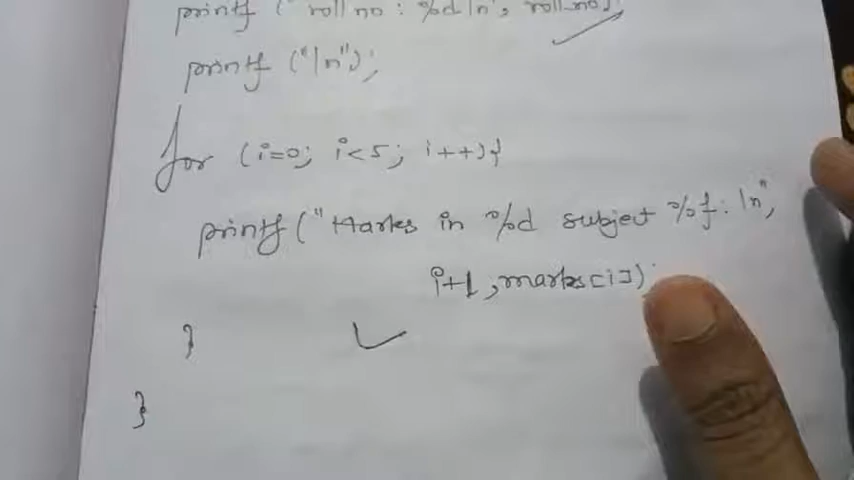 printf (" roll no : %d \n", roll_no);
printf ("\n");
for (i=0; i<5; i++){
printf ("Marks in %d subject %f: \n",
i+1, marks[i]);
}
}